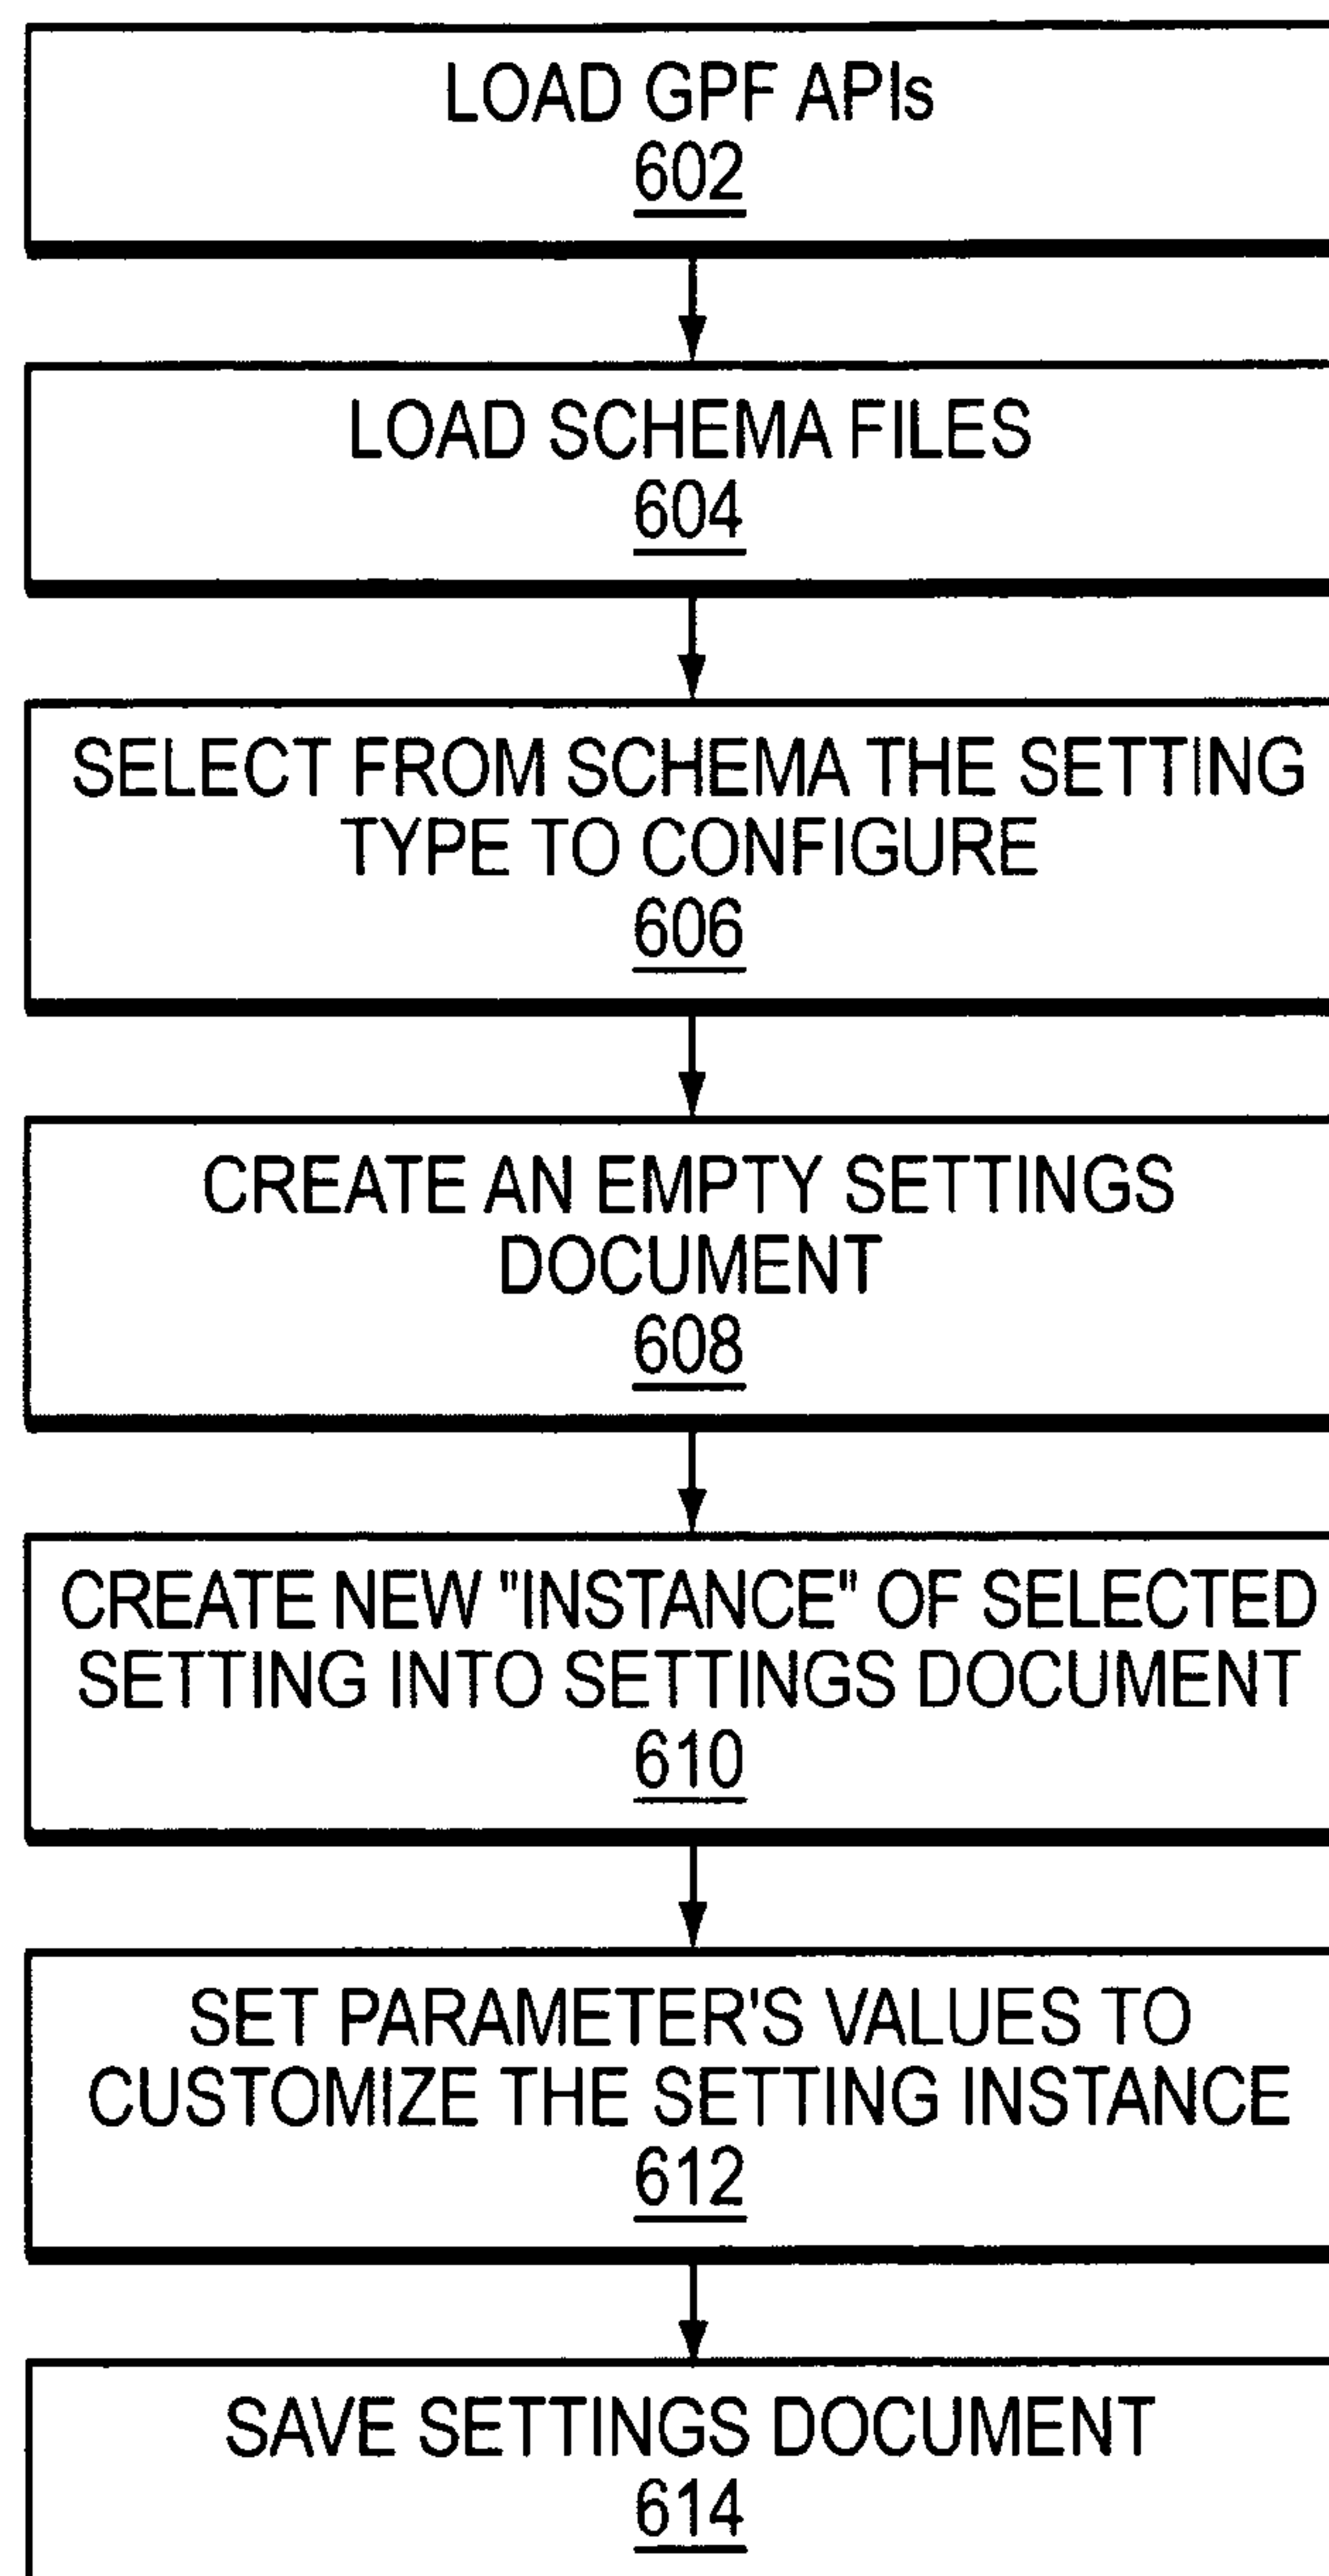 LOAD GPF APIs
602
LOAD SCHEMA FILES
604
SELECT FROM SCHEMA THE SETTING
TYPE TO CONFIGURE
606
CREATE AN EMPTY SETTINGS
DOCUMENT
608
CREATE NEW "INSTANCE" OF SELECTED
SETTING INTO SETTINGS DOCUMENT
610
SET PARAMETER'S VALUES TO
CUSTOMIZE THE SETTING INSTANCE
612
SAVE SETTINGS DOCUMENT
614